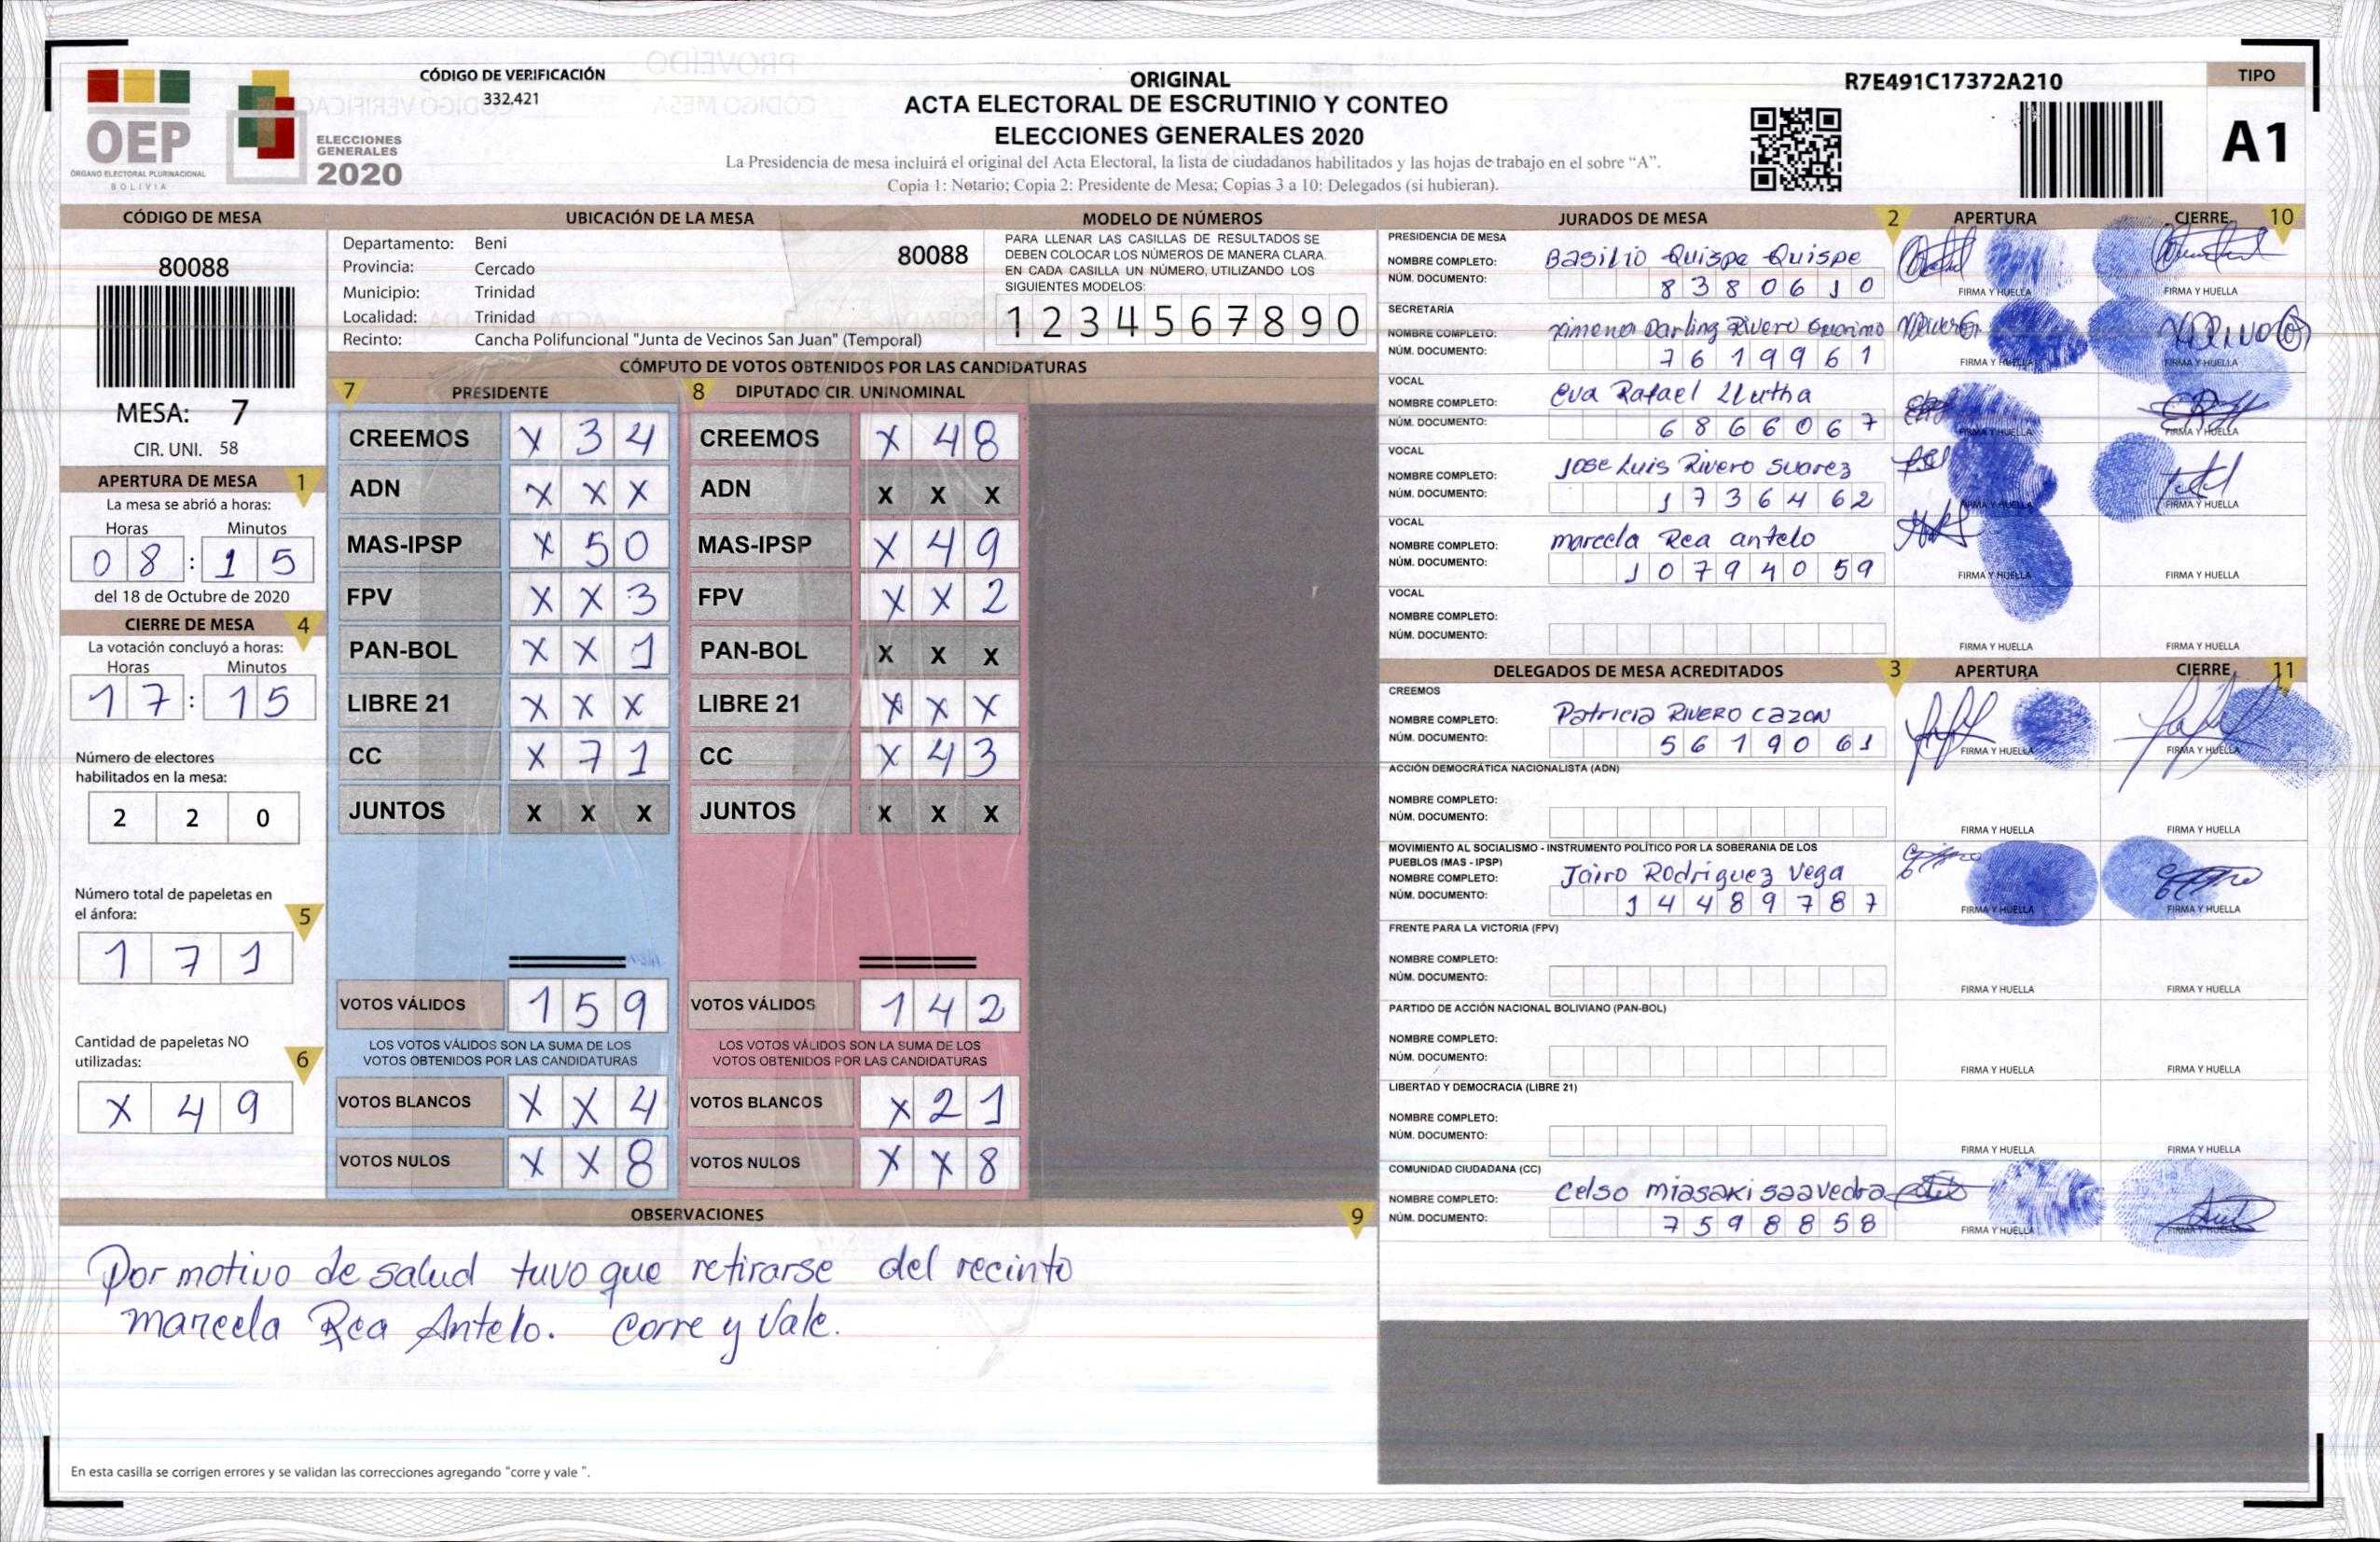 CÓDIGO DE VERIFICACIÓN
332.421
OEP
ÓRGANO ELECTORAL PLURINACIONAL
BOLIVIA
ELECCIONES
GENERALES
2020
ORIGINAL
ACTA ELECTORAL DE ESCRUTINIO Y CONTEO
ELECCIONES GENERALES 2020
La Presidencia de mesa incluirá el original del Acta Electoral, la lista de ciudadanos habilitados y las hojas de trabajo en el sobre “A”.
Copia 1: Notario; Copia 2: Presidente de Mesa; Copias 3 a 10: Delegados (si hubieran).
R7E491C17372A210
TIPO
A1
CÓDIGO DE MESA
80088
MESA: 7
CIR. UNI. 58
APERTURA DE MESA 1
La mesa se abrió a horas:
Horas Minutos
0 8 : 1 5
del 18 de Octubre de 2020
CIERRE DE MESA 4
La votación concluyó a horas:
Horas Minutos
1 7 : 1 5
Número de electores
habilitados en la mesa:
2 2 0
Número total de papeletas en
el ánfora: 5
1 7 1
Cantidad de papeletas NO
utilizadas: 6
X 4 9
UBICACIÓN DE LA MESA
Departamento: Beni
Provincia: Cercado
Municipio: Trinidad
Localidad: Trinidad
Recinto: Cancha Polifuncional "Junta de Vecinos San Juan" (Temporal)
80088
MODELO DE NÚMEROS
PARA LLENAR LAS CASILLAS DE RESULTADOS SE
DEBEN COLOCAR LOS NÚMEROS DE MANERA CLARA.
EN CADA CASILLA UN NÚMERO, UTILIZANDO LOS
SIGUIENTES MODELOS:
1 2 3 4 5 6 7 8 9 0
CÓMPUTO DE VOTOS OBTENIDOS POR LAS CANDIDATURAS
7 PRESIDENTE
CREEMOS X 3 4
ADN X X X
MAS-IPSP X 5 0
FPV X X 3
PAN-BOL X X 1
LIBRE 21 X X X
CC X 7 1
JUNTOS X X X
VOTOS VÁLIDOS 1 5 9
LOS VOTOS VÁLIDOS SON LA SUMA DE LOS
VOTOS OBTENIDOS POR LAS CANDIDATURAS
VOTOS BLANCOS X X 4
VOTOS NULOS X X 8
8 DIPUTADO CIR. UNINOMINAL
CREEMOS X 4 8
ADN X X X
MAS-IPSP X 4 9
FPV X X 2
PAN-BOL X X X
LIBRE 21 X X X
CC X 4 3
JUNTOS X X X
VOTOS VÁLIDOS 1 4 2
LOS VOTOS VÁLIDOS SON LA SUMA DE LOS
VOTOS OBTENIDOS POR LAS CANDIDATURAS
VOTOS BLANCOS X 2 1
VOTOS NULOS X X 8
OBSERVACIONES 9
Por motivo de salud tuvo que retirarse del recinto
marcela Rea Antelo. Corre y Vale.
En esta casilla se corrigen errores y se validan las correcciones agregando "corre y vale ".
JURADOS DE MESA 2 APERTURA CIERRE 10
PRESIDENCIA DE MESA
NOMBRE COMPLETO: Basilio Quispe Quispe
NÚM. DOCUMENTO: 8 3 8 0 6 1 0
FIRMA Y HUELLA FIRMA Y HUELLA
SECRETARÍA
NOMBRE COMPLETO: ximena Darling Rivero
NÚM. DOCUMENTO: 7 6 1 9 9 6 1
FIRMA Y HUELLA FIRMA Y HUELLA
VOCAL
NOMBRE COMPLETO: Eva Rafael
NÚM. DOCUMENTO: 6 8 6 6 0 6 7
FIRMA Y HUELLA FIRMA Y HUELLA
VOCAL
NOMBRE COMPLETO: Jose Luis Rivero Suarez
NÚM. DOCUMENTO: 1 7 3 6 4 6 2
FIRMA Y HUELLA FIRMA Y HUELLA
VOCAL
NOMBRE COMPLETO: marcela Rea antelo
NÚM. DOCUMENTO: 1 0 7 9 4 0 5 9
FIRMA Y HUELLA FIRMA Y HUELLA
VOCAL
NOMBRE COMPLETO:
NÚM. DOCUMENTO:
FIRMA Y HUELLA FIRMA Y HUELLA
DELEGADOS DE MESA ACREDITADOS 3 APERTURA CIERRE 11
CREEMOS
NOMBRE COMPLETO: Patricia RIVERO CAZON
NÚM. DOCUMENTO: 5 6 1 9 0 6 1
FIRMA Y HUELLA FIRMA Y HUELLA
ACCIÓN DEMOCRÁTICA NACIONALISTA (ADN)
NOMBRE COMPLETO:
NÚM. DOCUMENTO:
FIRMA Y HUELLA FIRMA Y HUELLA
MOVIMIENTO AL SOCIALISMO - INSTRUMENTO POLÍTICO POR LA SOBERANIA DE LOS
PUEBLOS (MAS - IPSP)
NOMBRE COMPLETO: Jairo Rodriguez Vega
NÚM. DOCUMENTO: 1 4 4 8 9 7 8 7
FIRMA Y HUELLA FIRMA Y HUELLA
FRENTE PARA LA VICTORIA (FPV)
NOMBRE COMPLETO:
NÚM. DOCUMENTO:
FIRMA Y HUELLA FIRMA Y HUELLA
PARTIDO DE ACCIÓN NACIONAL BOLIVIANO (PAN-BOL)
NOMBRE COMPLETO:
NÚM. DOCUMENTO:
FIRMA Y HUELLA FIRMA Y HUELLA
LIBERTAD Y DEMOCRACIA (LIBRE 21)
NOMBRE COMPLETO:
NÚM. DOCUMENTO:
FIRMA Y HUELLA FIRMA Y HUELLA
COMUNIDAD CIUDADANA (CC)
NOMBRE COMPLETO: Celso miasaki saavedra
NÚM. DOCUMENTO: 7 5 9 8 8 5 8
FIRMA Y HUELLA FIRMA Y HUELLA